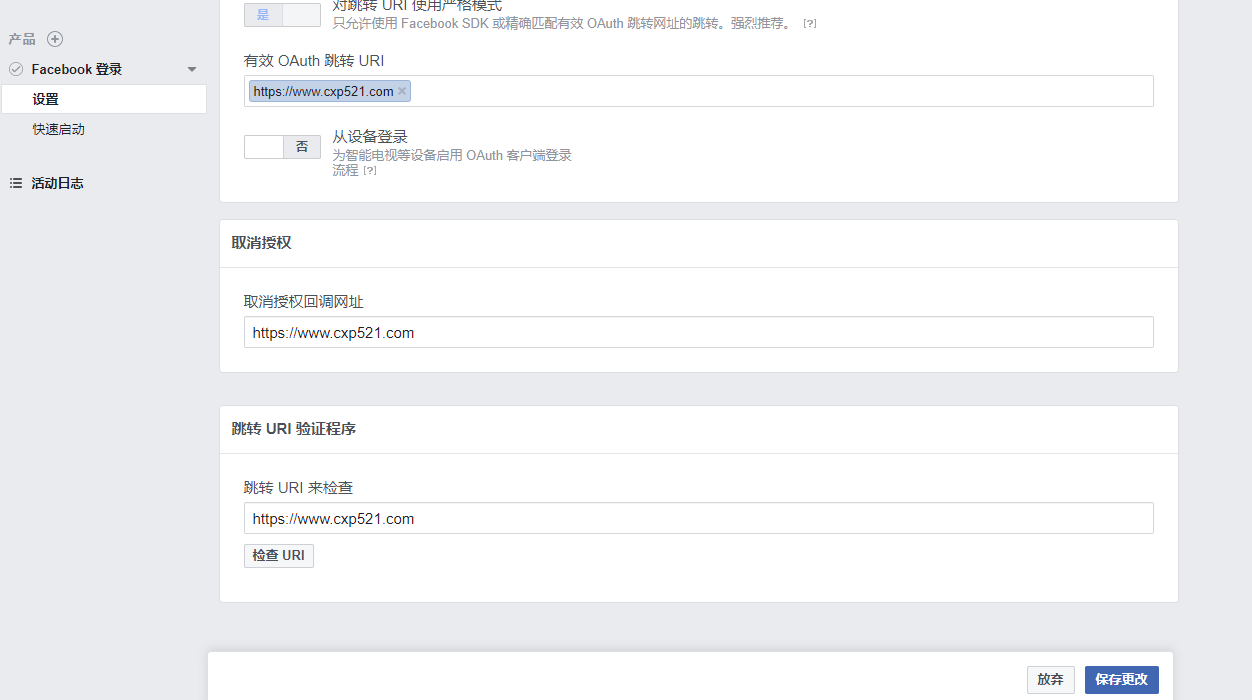 对跳转 URI 使用严格模式
是
只允许使用 Facebook SDK 或精确匹配有效 OAuth 跳转网址的跳转。强烈推荐。 [?]
产品
Facebook 登录
设置
快速启动
活动日志
有效 OAuth 跳转 URI
https://www.cxp521.com ×
否
从设备登录
为智能电视等设备启用 OAuth 客户端登录
流程 [?]
取消授权
取消授权回调网址
https://www.cxp521.com
跳转 URI 验证程序
跳转 URI 来检查
https://www.cxp521.com
检查 URI
放弃
保存更改